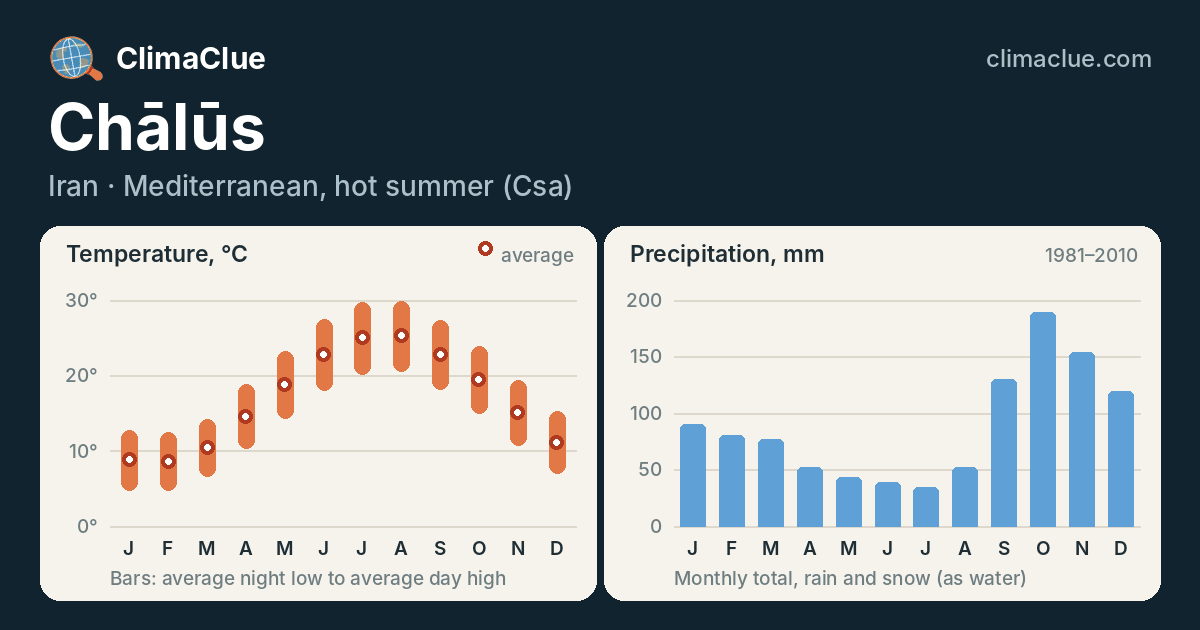 ClimaClue
climaclue.com
Chālūs
Iran · Mediterranean, hot summer (Csa)
Temperature, °C
average
30°
20°
10°
0°
J F M A M J J A S O N D
Bars: average night low to average day high
Precipitation, mm
1981–2010
200
150
100
50
0
J F M A M J J A S O N D
Monthly total, rain and snow (as water)